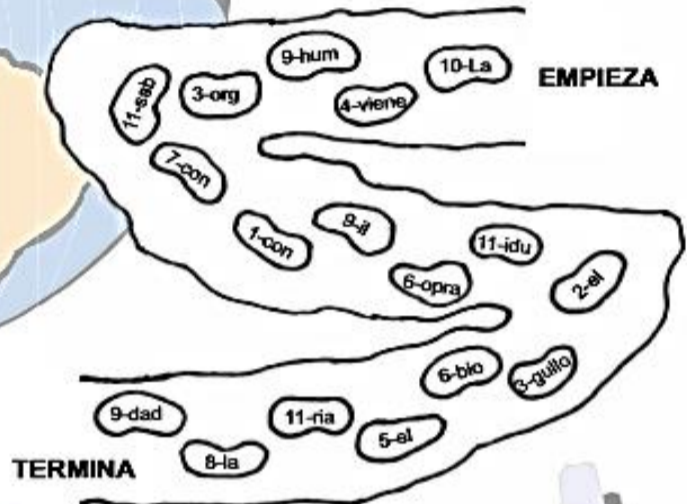 EMPIEZA
10-La
4-viene
9-hum
3-org
11-sab
7-con
1-con
9-il
6-opra
11-idu
2-el
3-gullo
6-bio
5-el
11-ria
8-la
9-dad
TERMINA